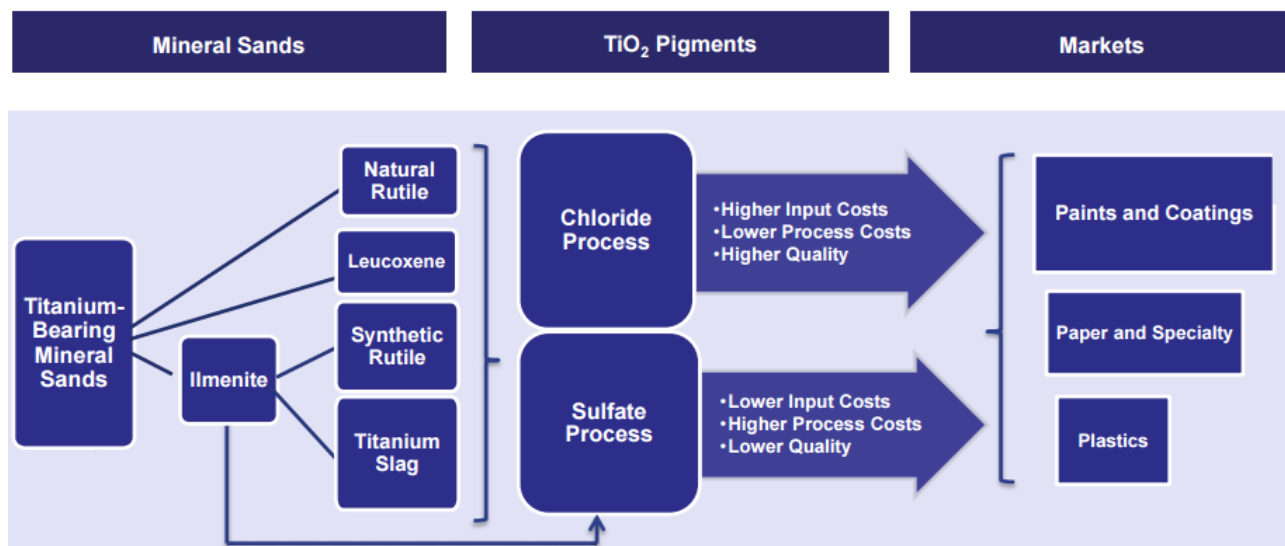 Mineral Sands
TiO₂ Pigments
Markets
Titanium-
Bearing
Mineral
Sands
Ilmenite
Natural
Rutile
Leucoxene
Synthetic
Rutile
Titanium
Slag
Chloride
Process
•Higher Input Costs
•Lower Process Costs
•Higher Quality
Sulfate
Process
•Lower Input Costs
•Higher Process Costs
•Lower Quality
Paints and Coatings
Paper and Specialty
Plastics